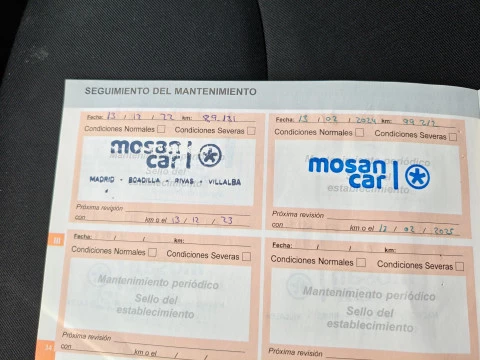 SEGUIMIENTO DEL MANTENIMIENTO
Fecha: 13 / 12 / 22 km: 89.131
Condiciones Normales Condiciones Severas
mosan
car
MADRID - BOADILLA - RIVAS - VILLALBA
Próxima revisión
con km o el 13 / 12 / 23
Fecha: 13 / 02 / 2024 km: 99.212
Condiciones Normales Condiciones Severas
mosan
car
establecimiento
Próxima revisión
con km o el 13 / 02 / 2025
Fecha: / / km:
Condiciones Normales Condiciones Severas
Mantenimiento periódico
Sello del
establecimiento
Próxima revisión
con km o el / /
Fecha: / / km:
Condiciones Normales Condiciones Severas
Mantenimiento periódico
Sello del
establecimiento
Próxima revisión
con km o el / /